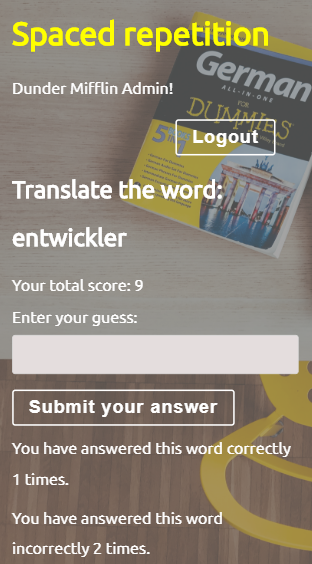 Spaced repetition
Dunder Mifflin Admin!
German
ALL-IN-ONE
FOR
DUMMIES
5
Logout
Translate the word:
entwickler
Your total score: 9
Enter your guess:
Submit your answer
You have answered this word correctly
1 times.
You have answered this word
incorrectly 2 times.